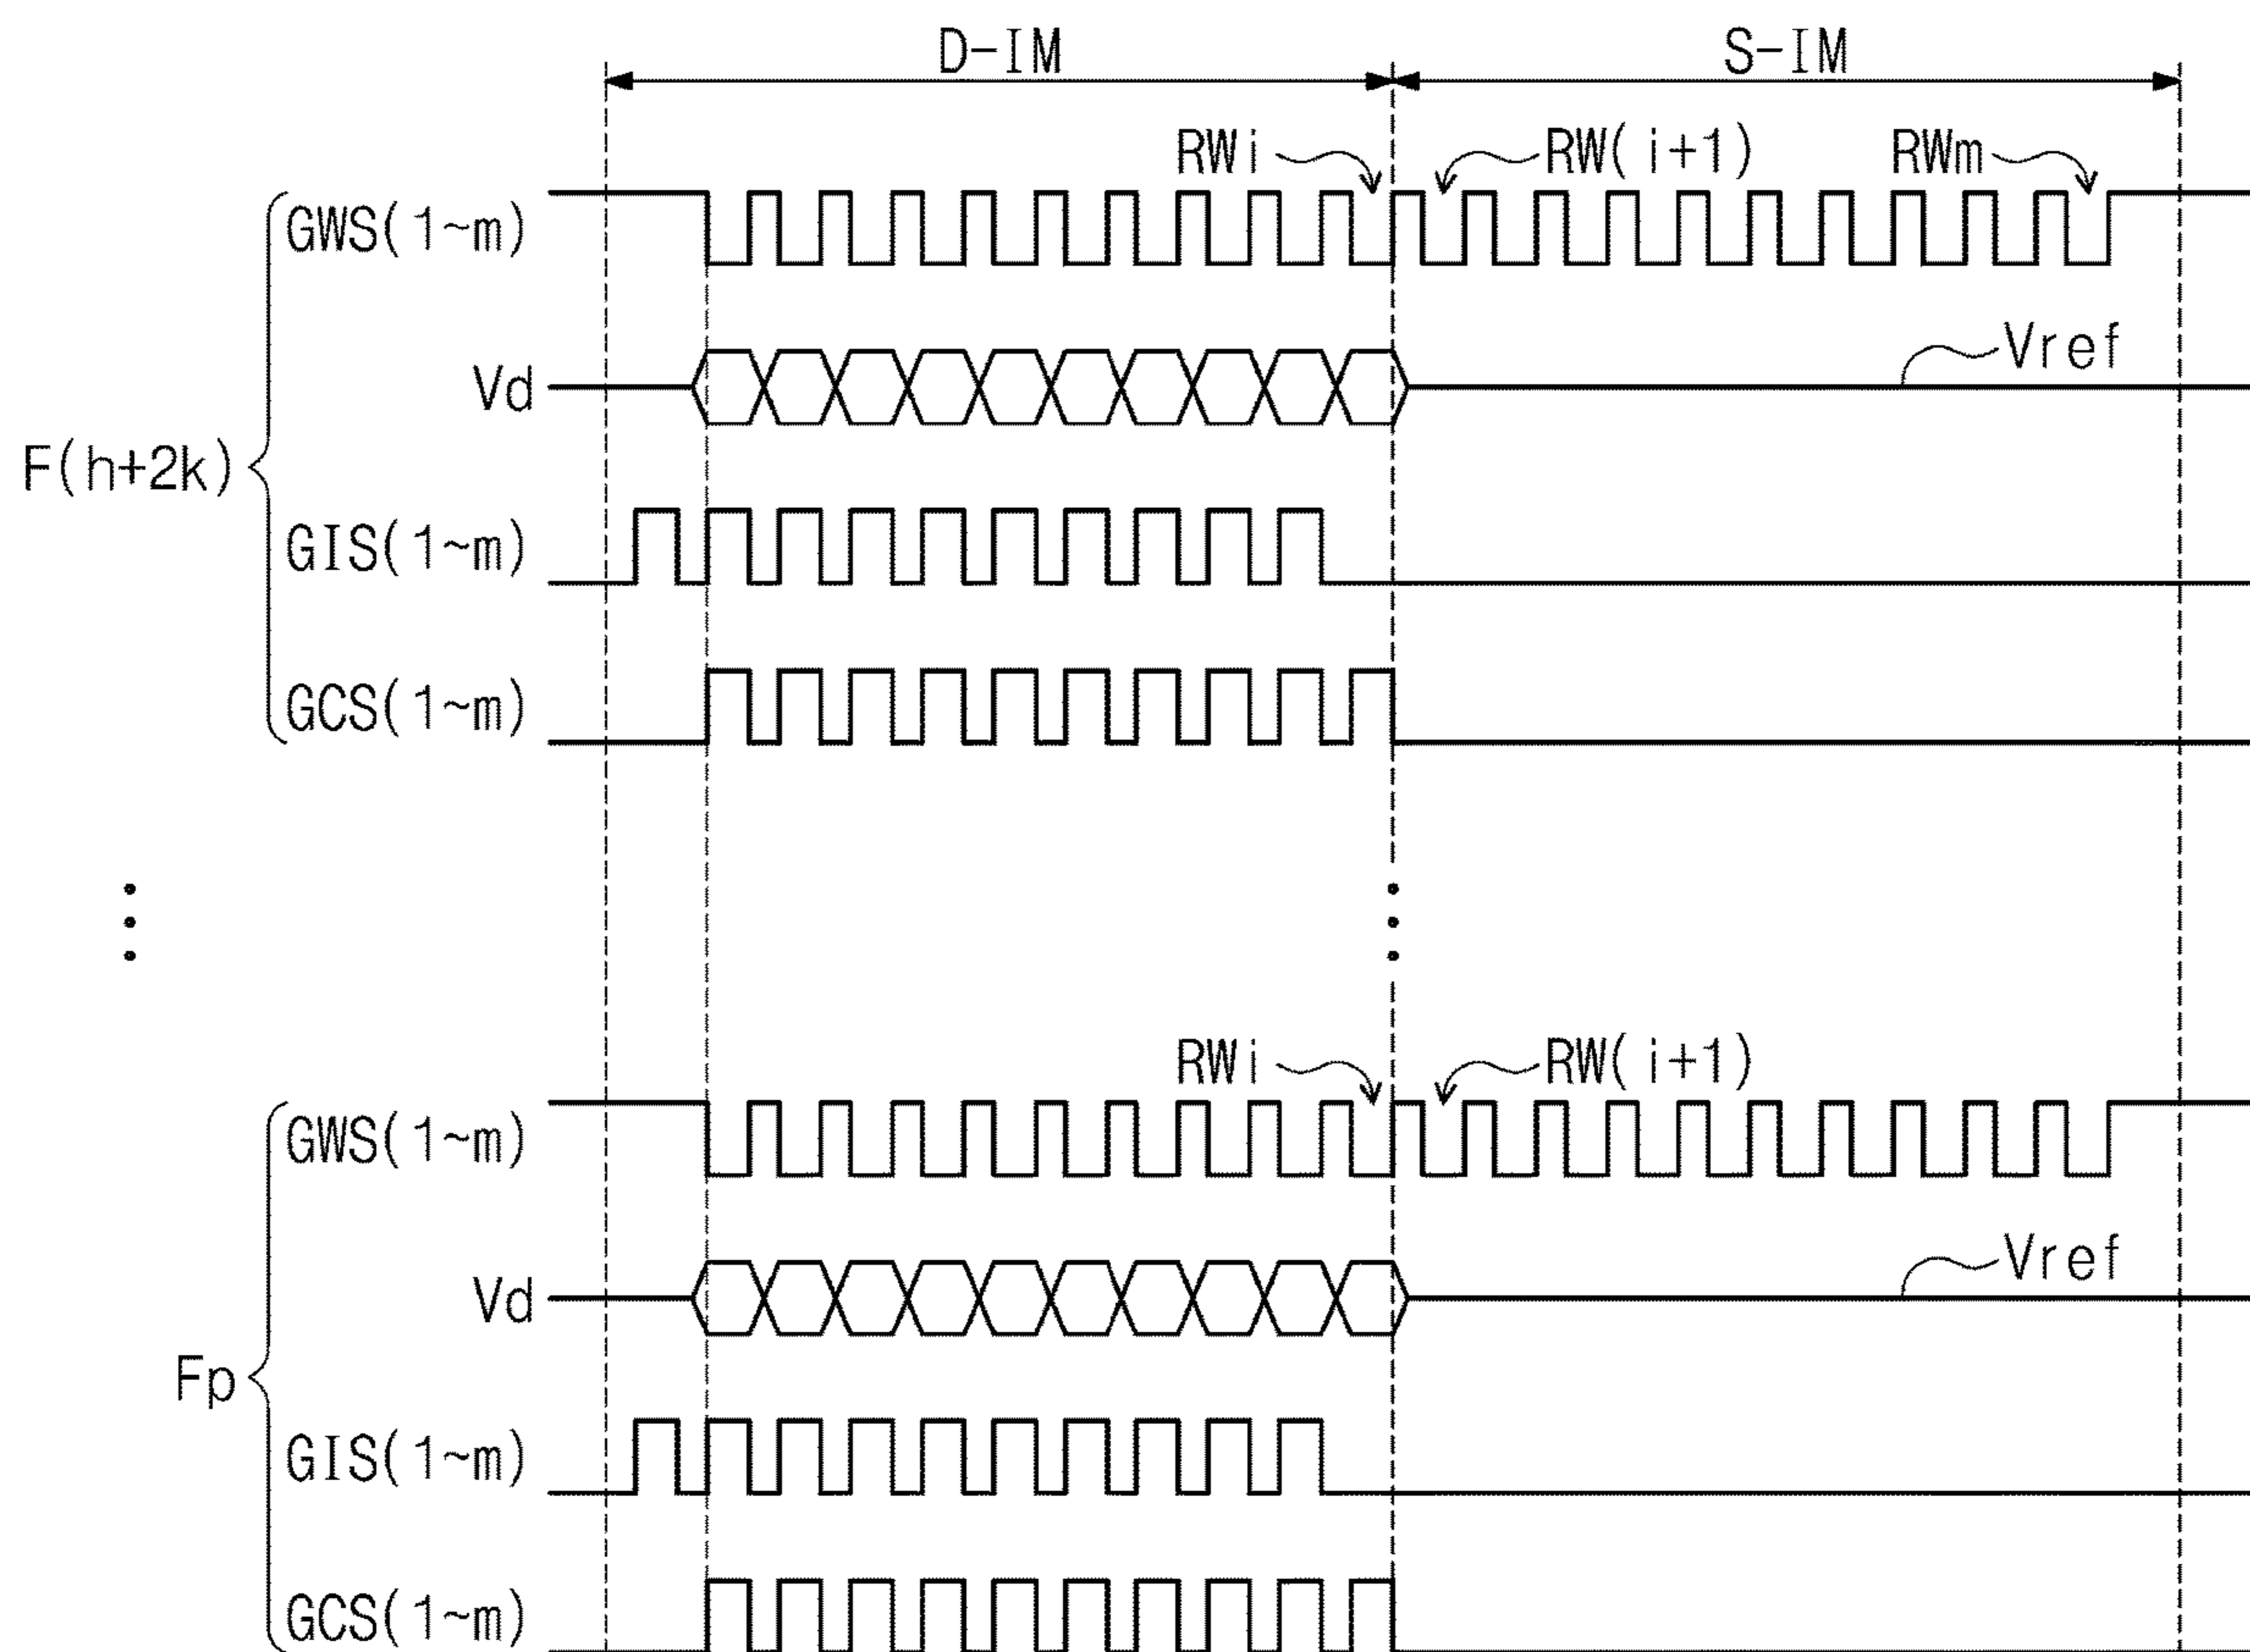 D-IM S-IM
RWi RW(i+1) RWm
GWS(1~m)
Vref
Vd
F(h+2k)
GIS(1~m)
GCS(1~m)
RWi RW(i+1)
GWS(1~m)
Vref
Vd
Fp
GIS(1~m)
GCS(1~m)